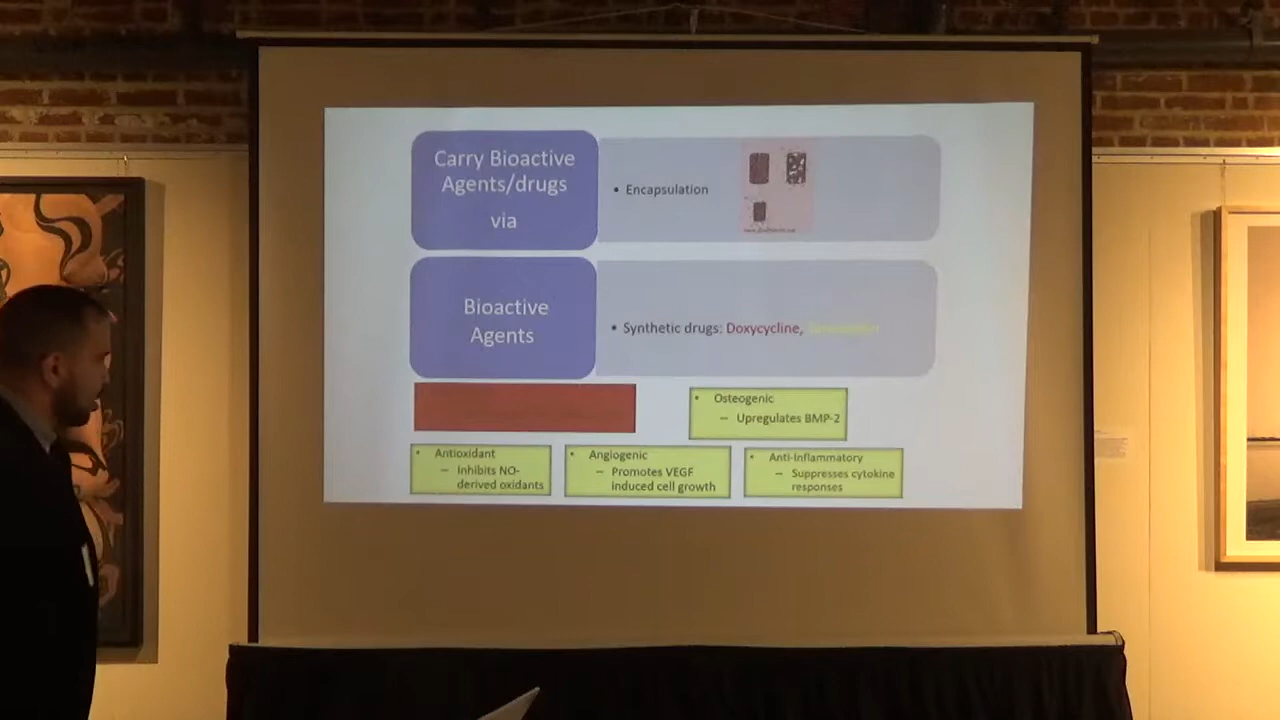 Carry Bioactive
Agents/drugs
via
• Encapsulation
Bioactive
Agents
• Synthetic drugs: Doxycycline,
• Osteogenic
– Upregulates BMP-2
• Antioxidant
– Inhibits NO-
derived oxidants
• Angiogenic
– Promotes VEGF
induced cell growth
• Anti-Inflammatory
– Suppresses cytokine
responses